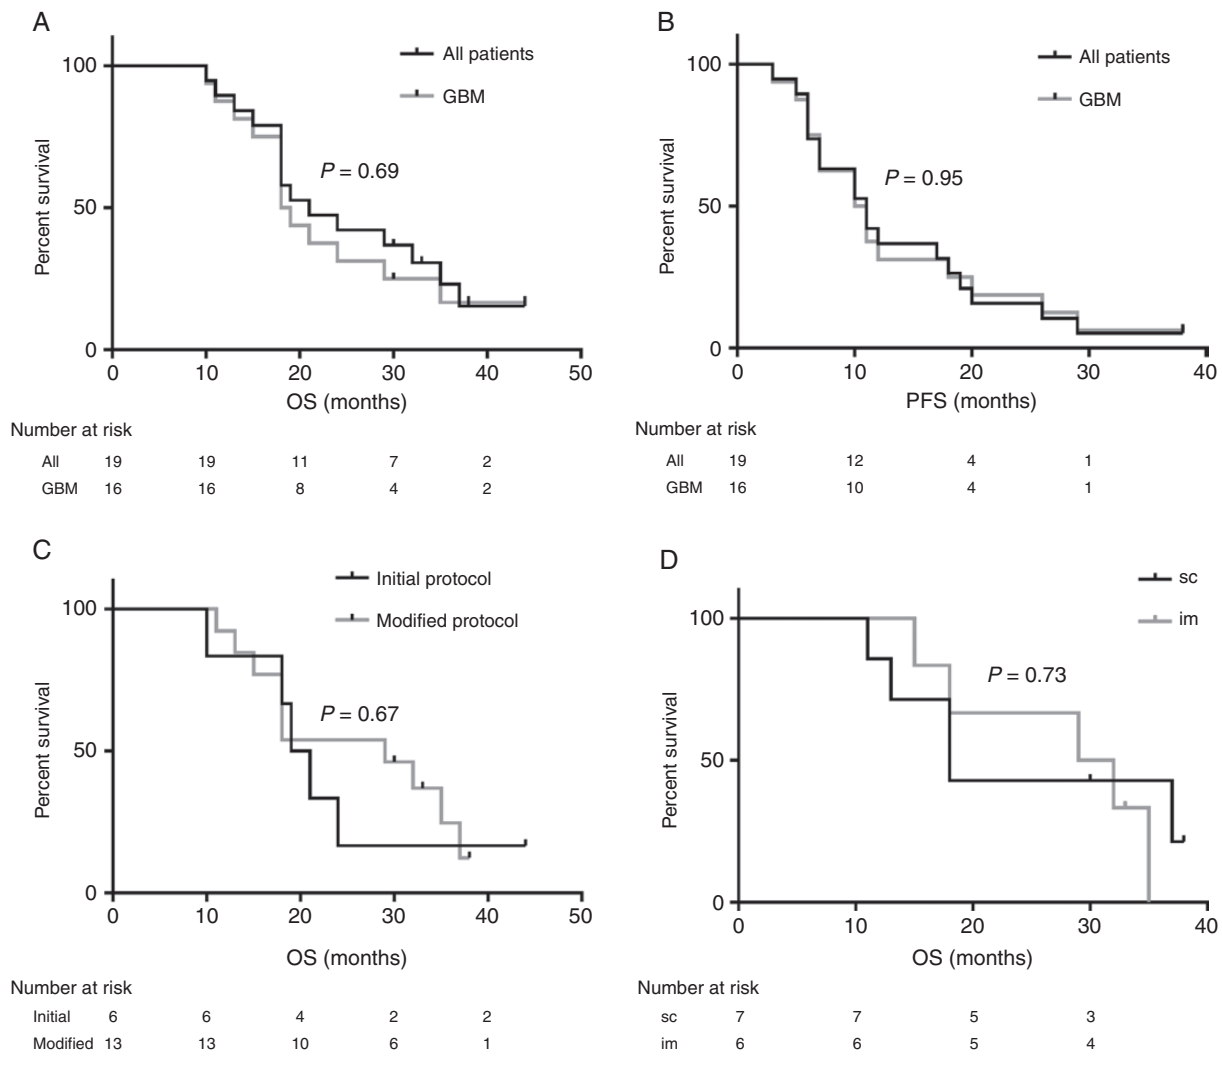 A
All patients
GBM
P = 0.69
Percent survival
100
50
0
0 10 20 30 40 50
OS (months)
Number at risk
All 19 19 11 7 2
GBM 16 16 8 4 2
B
All patients
GBM
P = 0.95
Percent survival
100
50
0
0 10 20 30 40
PFS (months)
Number at risk
All 19 12 4 1
GBM 16 10 4 1
C
Initial protocol
Modified protocol
P = 0.67
Percent survival
100
50
0
0 10 20 30 40 50
OS (months)
Number at risk
Initial 6 6 4 2 2
Modified 13 13 10 6 1
D
sc
im
P = 0.73
Percent survival
100
50
0
0 10 20 30 40
OS (months)
Number at risk
sc 7 7 5 3
im 6 6 5 4